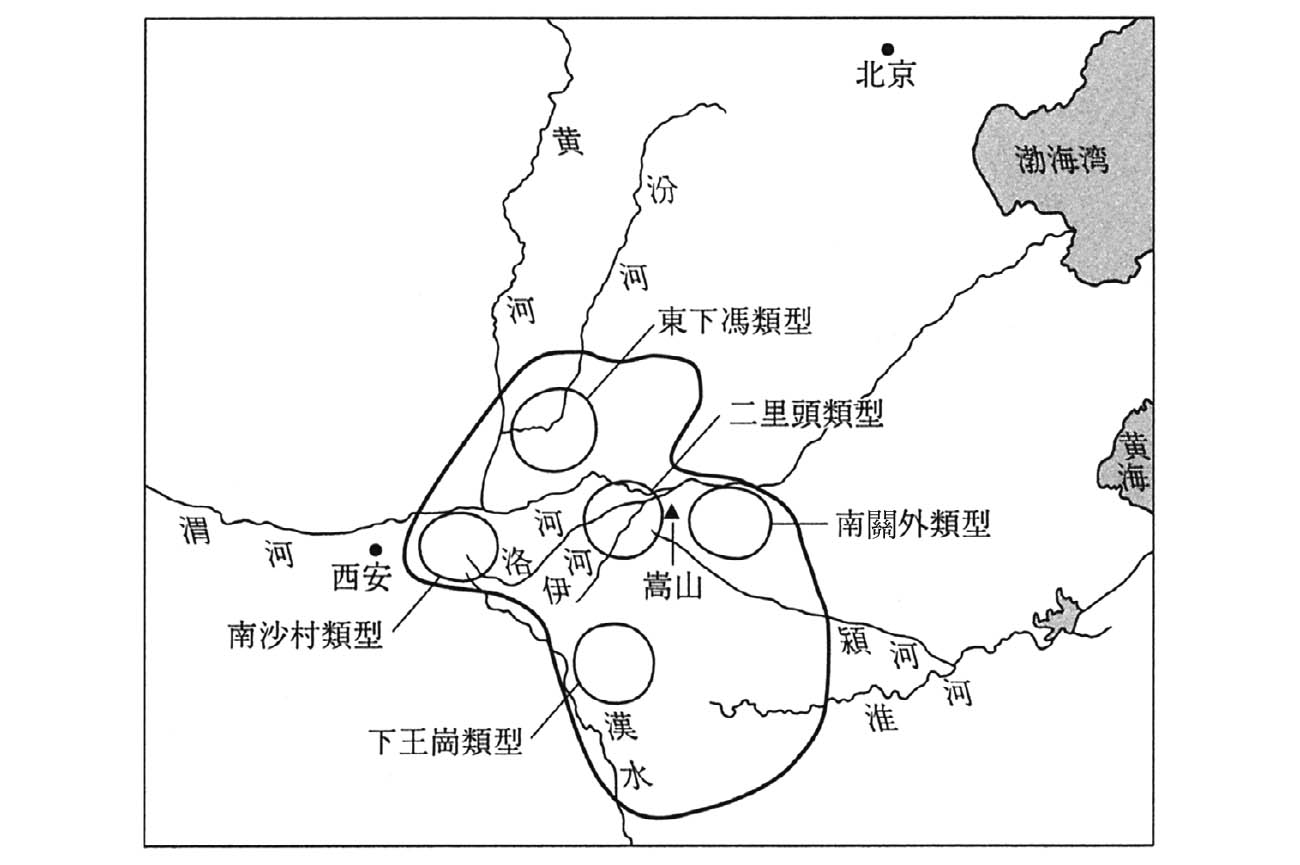 北京
渤海湾
黄河
汾河
東下馮類型
二里頭類型
黄海
南關外類型
渭河
西安
河
洛河
伊
嵩山
南沙村類型
潁河
淮河
下王崗類型
漢水